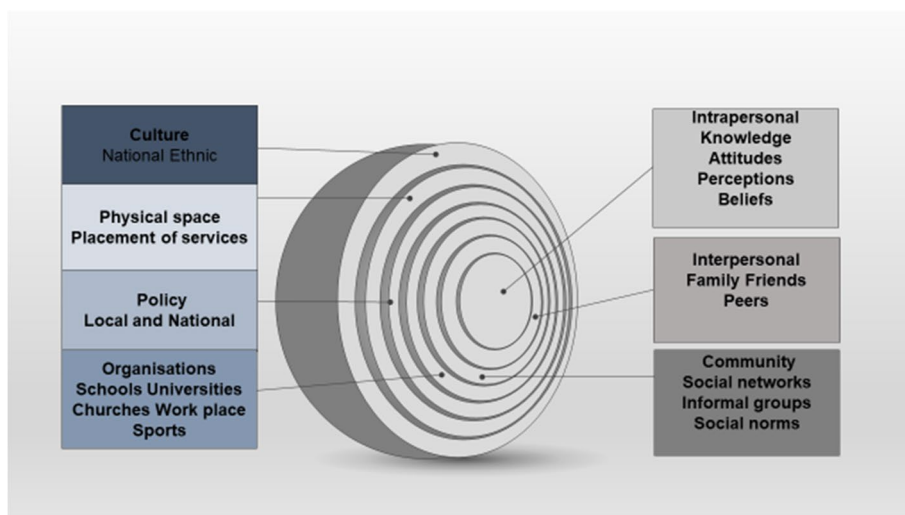 Culture
National Ethnic
Physical space
Placement of services
Policy
Local and National
Organisations
Schools Universities
Churches Work place
Sports
Intrapersonal
Knowledge
Attitudes
Perceptions
Beliefs
Interpersonal
Family Friends
Peers
Community
Social networks
Informal groups
Social norms